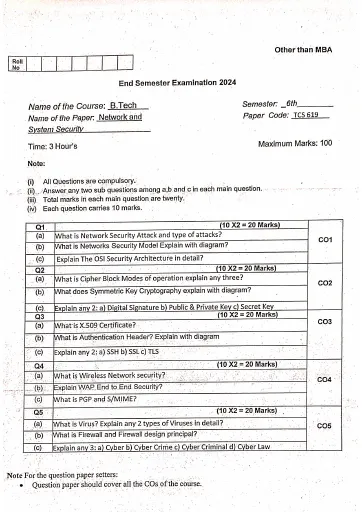 Other than MBA
Roll No
End Semester Examination 2024
Name of the Course: B.Tech
Semester: 6th
Name of the Paper: Network and System Security
Paper Code: TCS 619
Time: 3 Hour's
Maximum Marks: 100
Note:
(i) All Questions are compulsory.
(ii) Answer any two sub questions among a,b and c in each main question.
(iii) Total marks in each main question are twenty.
(iv) Each question carries 10 marks.
Q1 (10 X2 = 20 Marks)
(a) What is Network Security Attack and type of attacks?
(b) What is Networks Security Model Explain with diagram?
(c) Explain The OSI Security Architecture in detail?
CO1
Q2 (10 X2 = 20 Marks)
(a) What is Cipher Block Modes of operation explain any three?
(b) What does Symmetric Key Cryptography explain with diagram?
(c) Explain any 2: a) Digital Signature b) Public & Private Key c) Secret Key
CO2
Q3 (10 X2 = 20 Marks)
(a) What is X.509 Certificate?
(b) What is Authentication Header? Explain with diagram
(c) Explain any 2: a) SSH b) SSL c) TLS
CO3
Q4 (10 X2 = 20 Marks)
(a) What is Wireless Network security?
(b) Explain WAP End to End Security?
(c) What is PGP and S/MIME?
CO4
Q5 (10 X2 = 20 Marks)
(a) What is Virus? Explain any 2 types of Viruses in detail?
(b) What is Firewall and Firewall design principal?
(c) Explain any 3: a) Cyber b) Cyber Crime c) Cyber Criminal d) Cyber Law
CO5
Note For the question paper setters:
• Question paper should cover all the COs of the course.